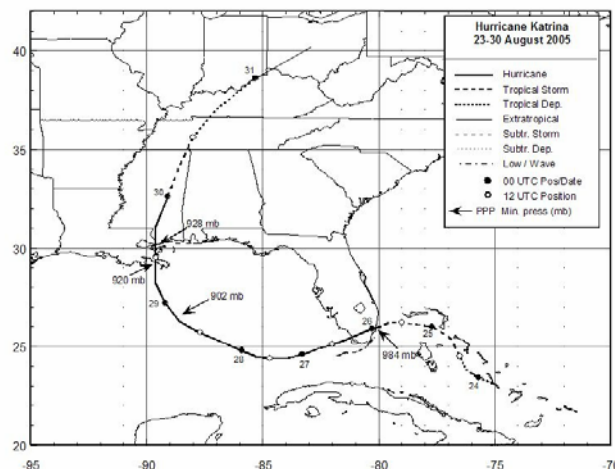 Hurricane Katrina
23-30 August 2005
Hurricane
Tropical Storm
Tropical Dep.
Extratropical
Subtr. Storm
Subtr. Dep.
Low / Wave
00 UTC Pos/Date
12 UTC Position
PPP Min. press (mb)
40
35
30
25
20
31
30
928 mb
920 mb
902 mb
29
28
27
26
984 mb
25
24
-95
-90
-85
-80
-75
-70